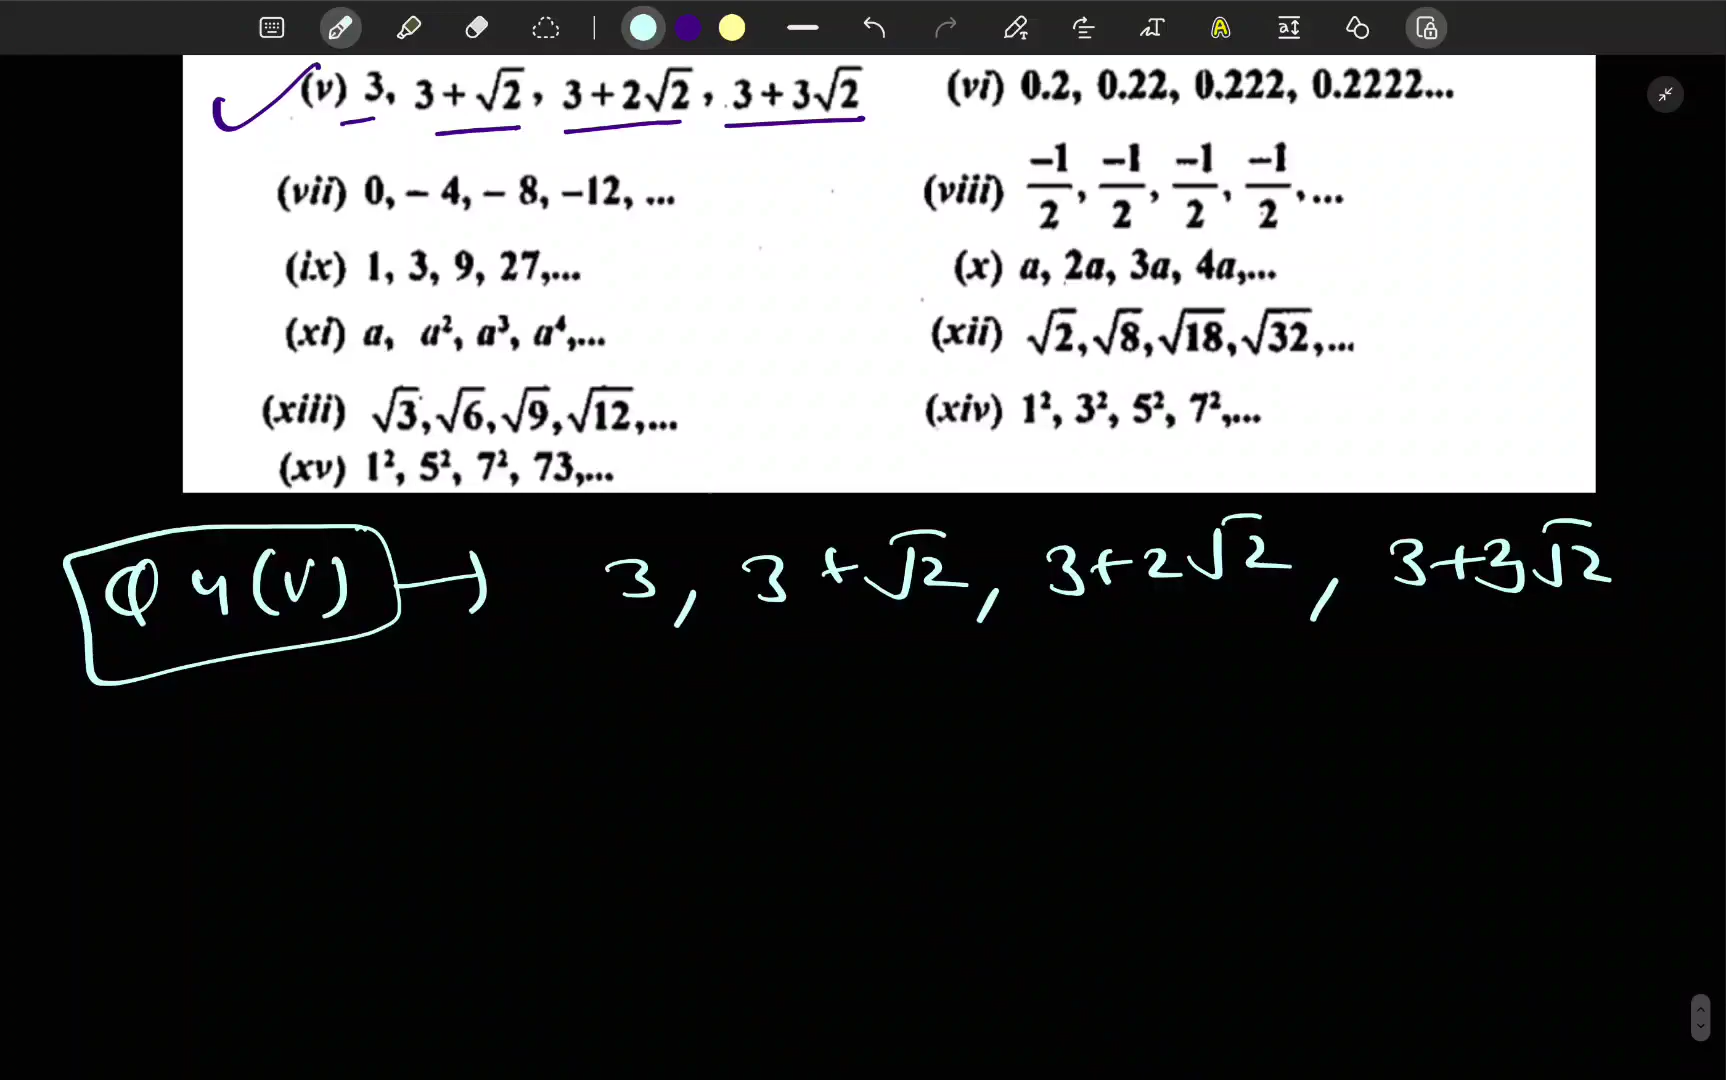 (v) 3, 3 + √2, 3 + 2√2, 3 + 3√2 (vi) 0.2, 0.22, 0.222, 0.2222...
(vii) 0, – 4, – 8, –12, ... (viii) –1/2, –1/2, –1/2, –1/2, ...
(ix) 1, 3, 9, 27,... (x) a, 2a, 3a, 4a,...
(xi) a, a², a³, a⁴,... (xii) √2, √8, √18, √32,...
(xiii) √3, √6, √9, √12,... (xiv) 1², 3², 5², 7²,...
(xv) 1², 5², 7², 73,...
Q 4 (V) → 3, 3 + √2, 3+2√2, 3+3√2